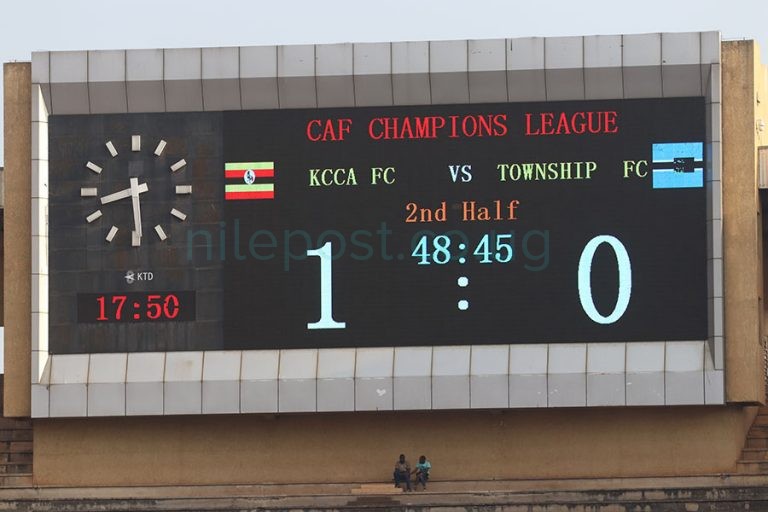 CAF CHAMPIONS LEAGUE
KCCA FC VS TOWNSHIP FC
2nd Half
48:45
1 : 0
KTD
17:50
nilepost.co.ug